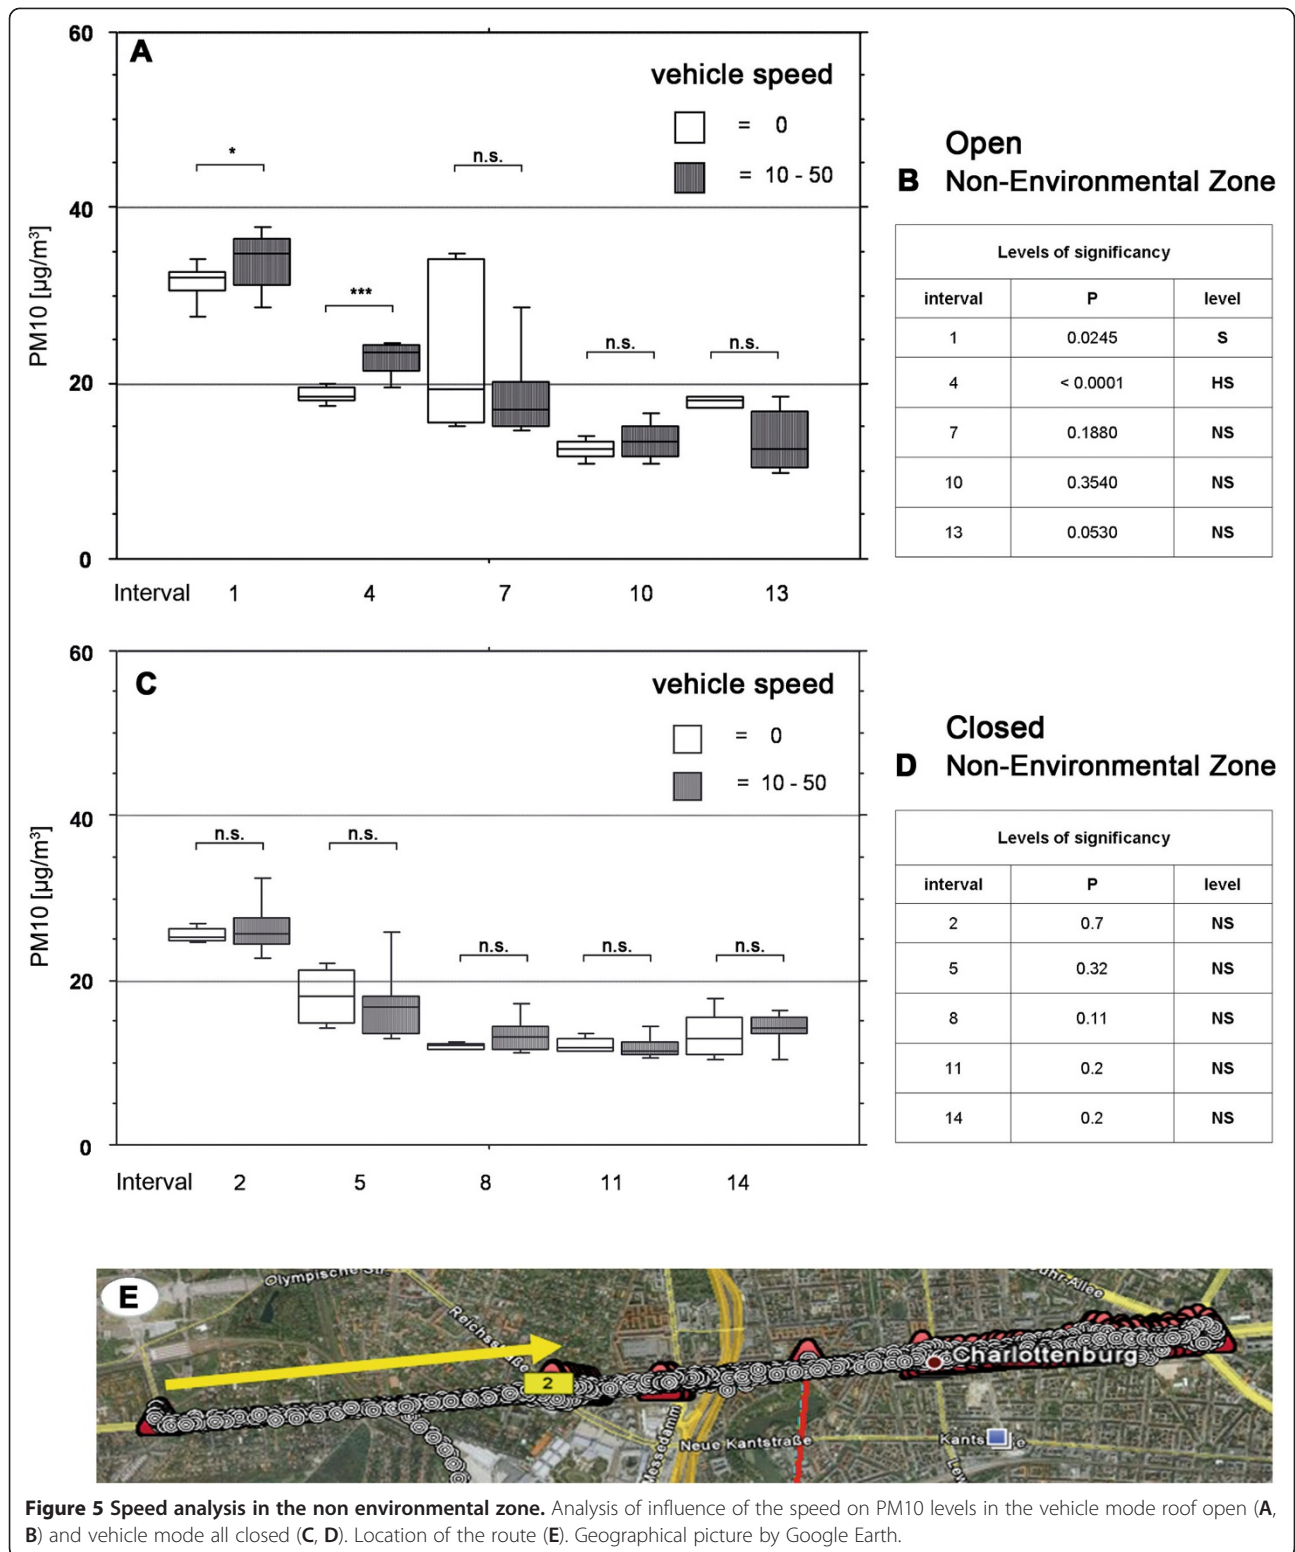 60
40
20
0
PM10 [µg/m³]
A
vehicle speed
= 0
= 10 - 50
*
***
n.s.
n.s.
n.s.
Interval 1 4 7 10 13
Open
B Non-Environmental Zone
Levels of significancy
interval P level
1 0.0245 S
4 < 0.0001 HS
7 0.1880 NS
10 0.3540 NS
13 0.0530 NS
60
40
20
0
PM10 [µg/m³]
C
vehicle speed
= 0
= 10 - 50
n.s.
n.s.
n.s.
n.s.
n.s.
Interval 2 5 8 11 14
Closed
D Non-Environmental Zone
Levels of significancy
interval P level
2 0.7 NS
5 0.32 NS
8 0.11 NS
11 0.2 NS
14 0.2 NS
E
Olympische Str.
2
Charlottenburg
Messedamm
Neue Kantstraße
Figure 5 Speed analysis in the non environmental zone. Analysis of influence of the speed on PM10 levels in the vehicle mode roof open (A,
B) and vehicle mode all closed (C, D). Location of the route (E). Geographical picture by Google Earth.